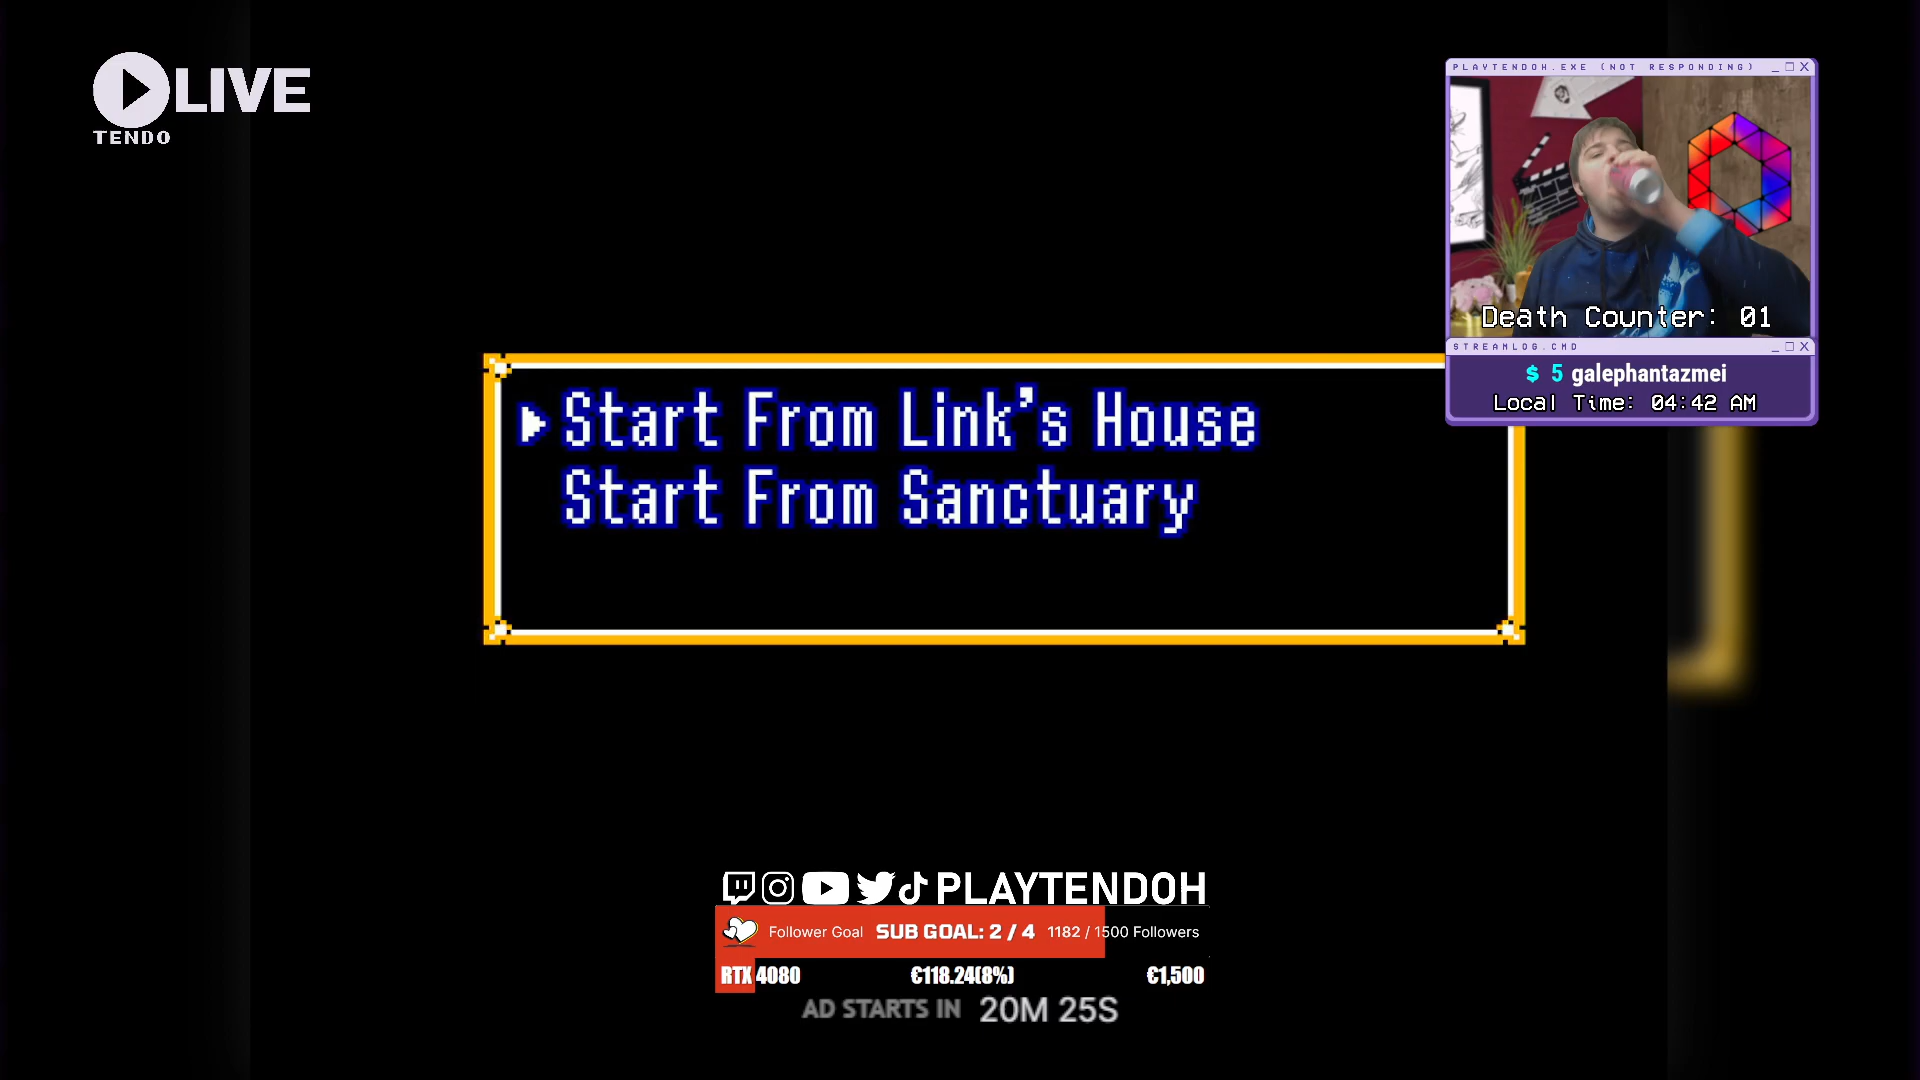 LIVE
TENDO
PLAYTENDOH.EXE (NOT RESPONDING)
Death Counter: 01
STREAMLOG.CMD
$ 5 galephantazmei
Local Time: 04:42 AM
Start From Link's House
Start From Sanctuary
PLAYTENDOH
Follower Goal SUB GOAL: 2 / 4 1182 / 1500 Followers
RTX 4080 €118.24(8%) €1,500
AD STARTS IN 20M 25S